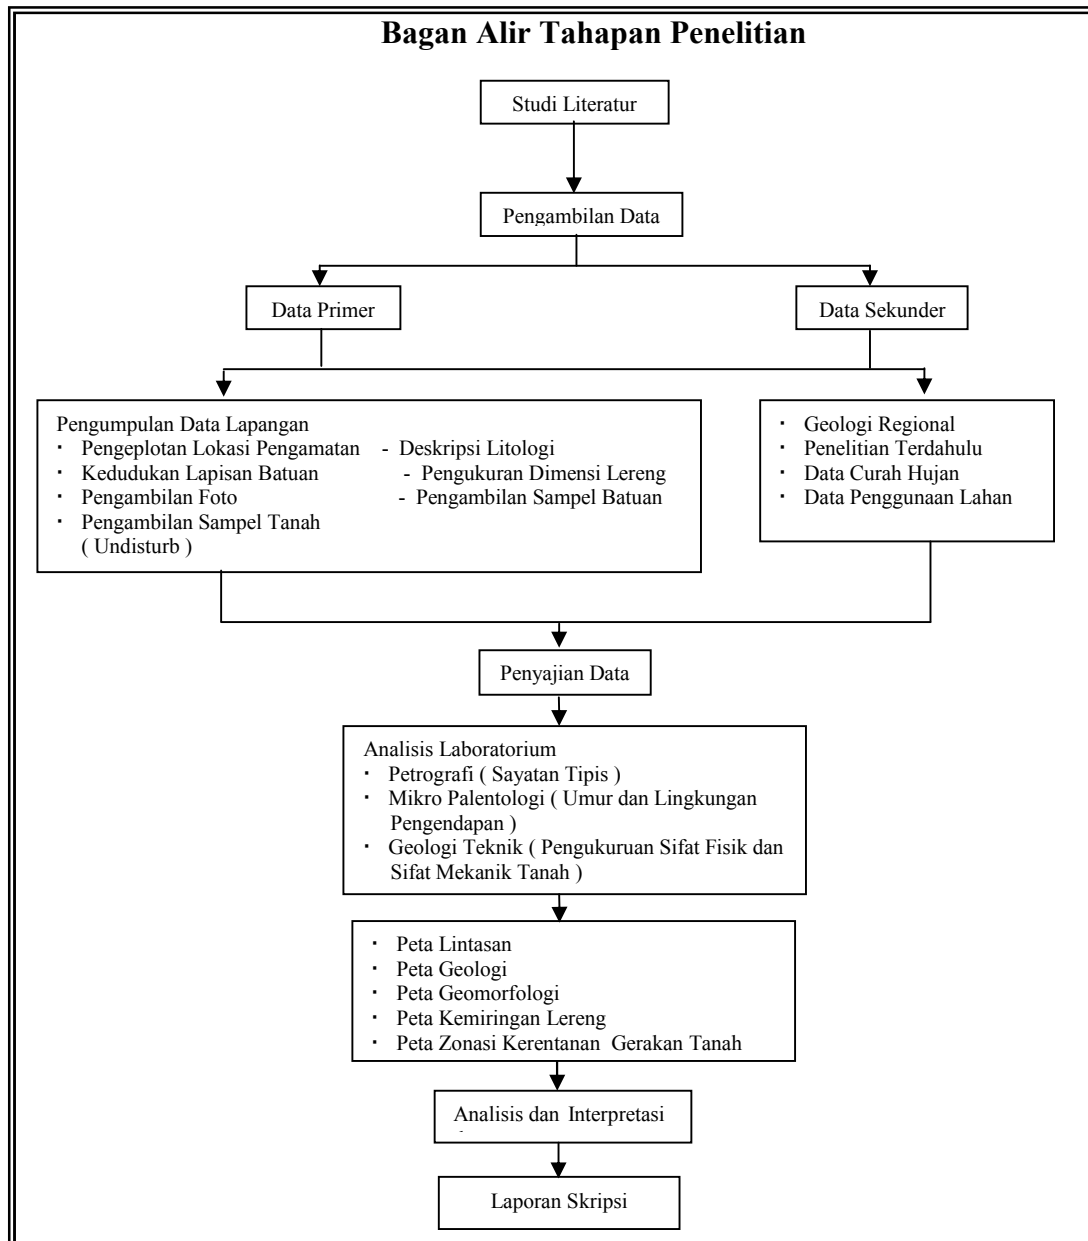 Bagan Alir Tahapan Penelitian
Studi Literatur
Pengambilan Data
Data Primer
Data Sekunder
Pengumpulan Data Lapangan
· Pengeplotan Lokasi Pengamatan - Deskripsi Litologi
· Kedudukan Lapisan Batuan - Pengukuran Dimensi Lereng
· Pengambilan Foto - Pengambilan Sampel Batuan
· Pengambilan Sampel Tanah
( Undisturb )
· Geologi Regional
· Penelitian Terdahulu
· Data Curah Hujan
· Data Penggunaan Lahan
Penyajian Data
Analisis Laboratorium
· Petrografi ( Sayatan Tipis )
· Mikro Palentologi ( Umur dan Lingkungan
Pengendapan )
· Geologi Teknik ( Pengukuruan Sifat Fisik dan
Sifat Mekanik Tanah )
· Peta Lintasan
· Peta Geologi
· Peta Geomorfologi
· Peta Kemiringan Lereng
· Peta Zonasi Kerentanan Gerakan Tanah
Analisis dan Interpretasi
Laporan Skripsi